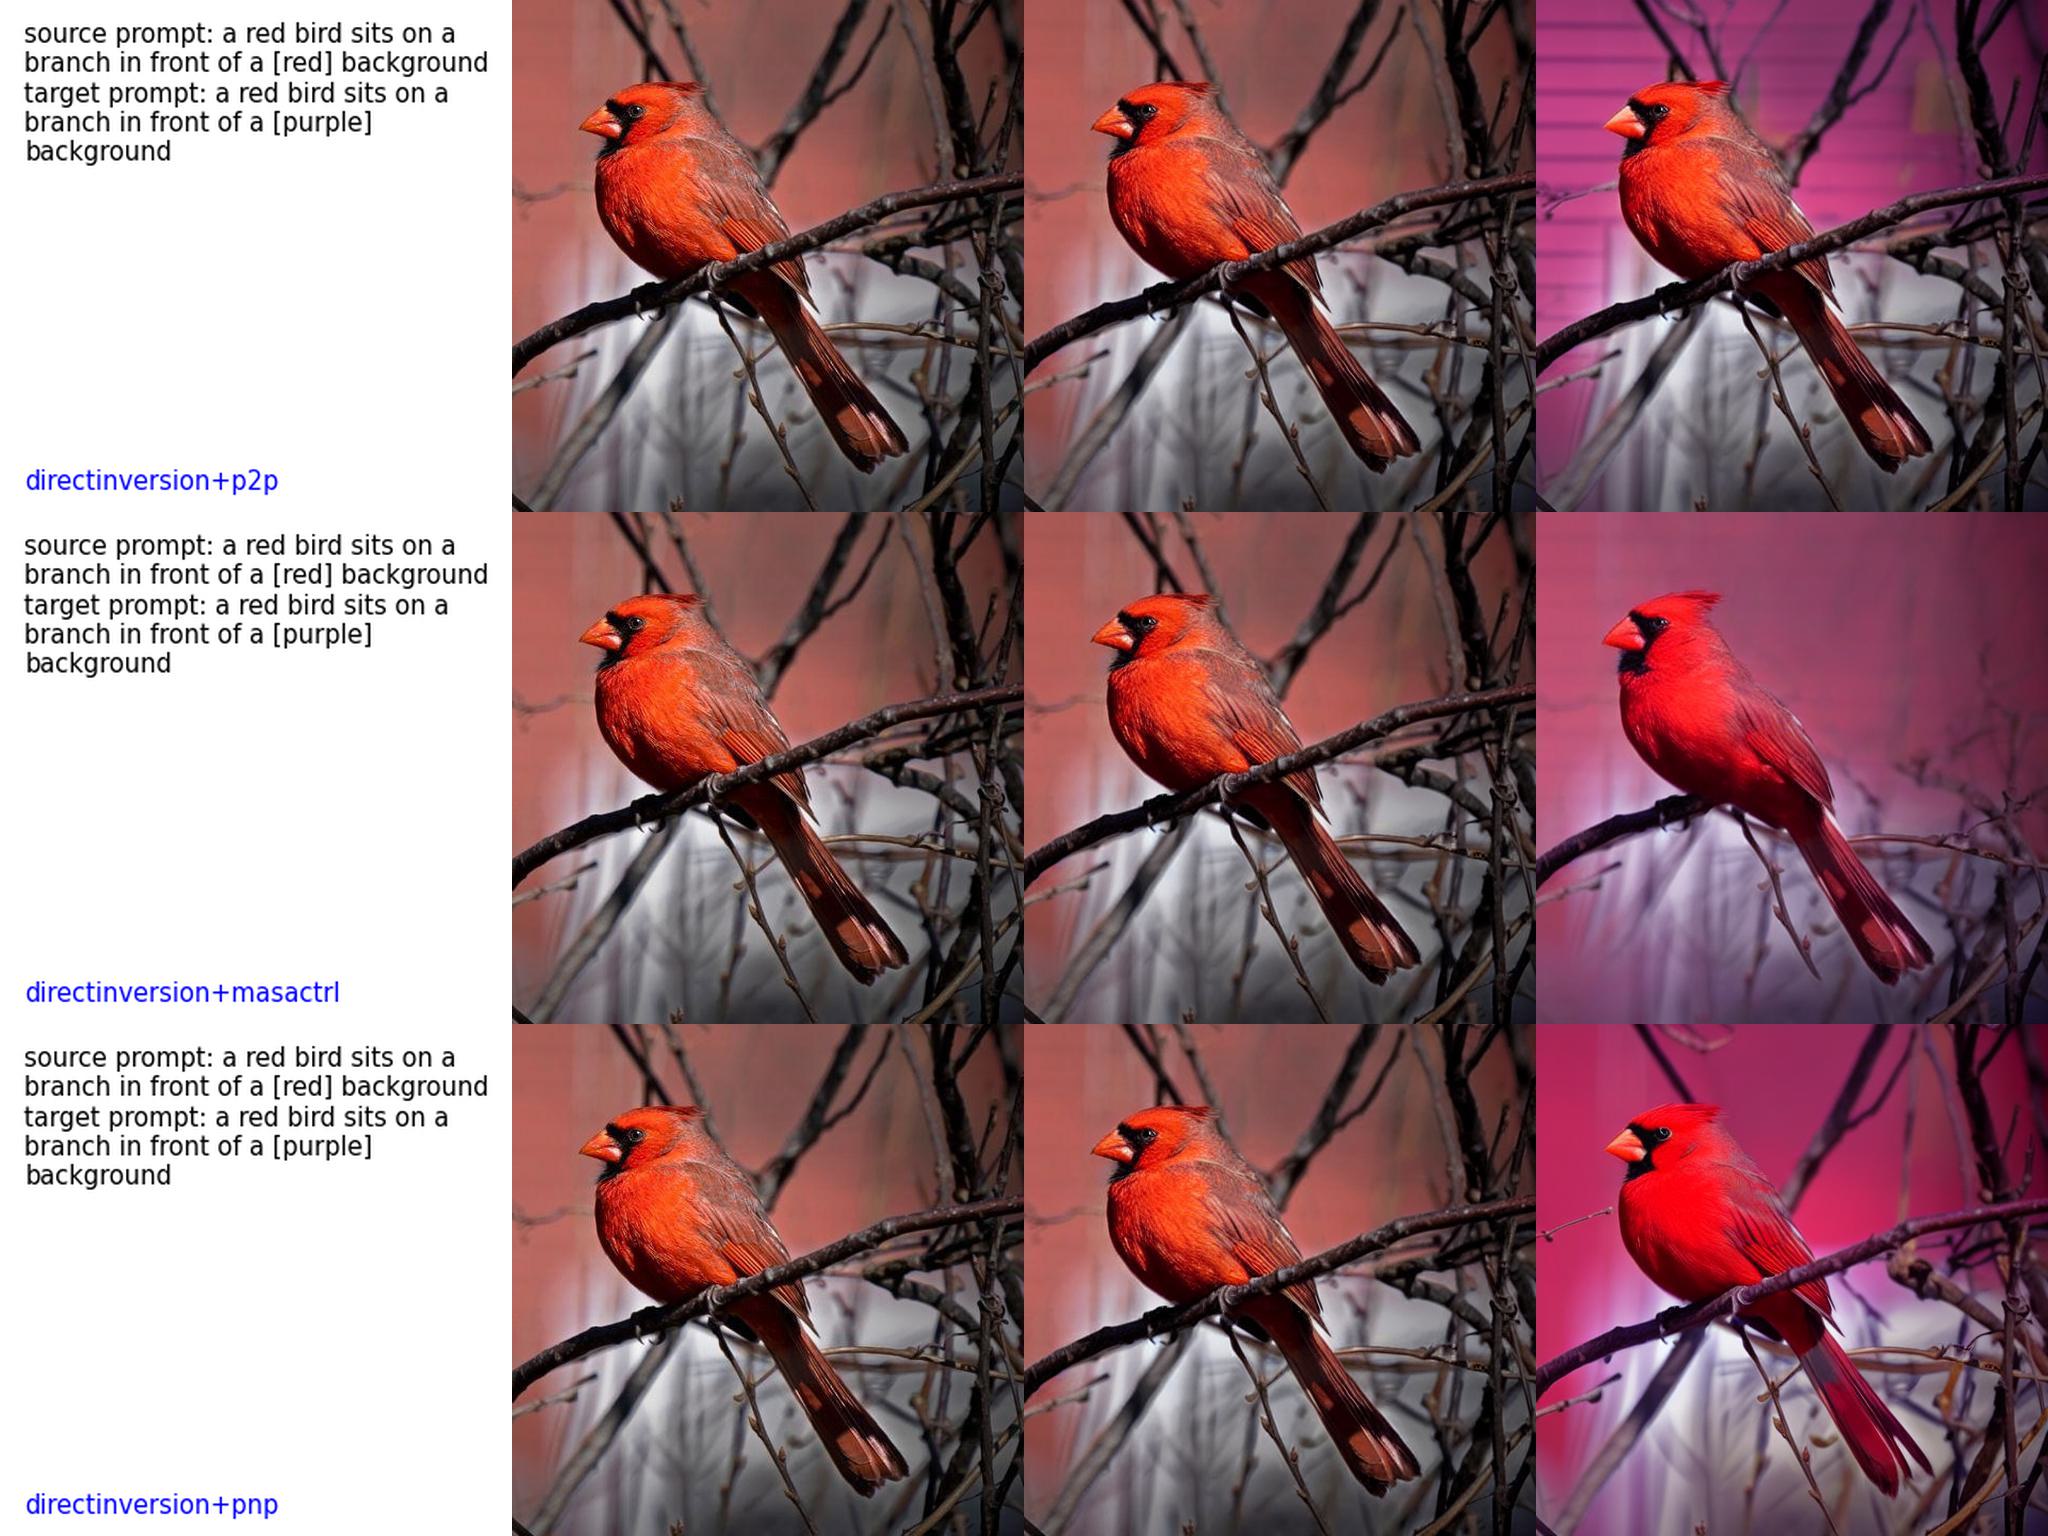 source prompt: a red bird sits on a
branch in front of a [red] background
target prompt: a red bird sits on a
branch in front of a [purple]
background
directinversion+p2p
source prompt: a red bird sits on a
branch in front of a [red] background
target prompt: a red bird sits on a
branch in front of a [purple]
background
directinversion+masactrl
source prompt: a red bird sits on a
branch in front of a [red] background
target prompt: a red bird sits on a
branch in front of a [purple]
background
directinversion+pnp